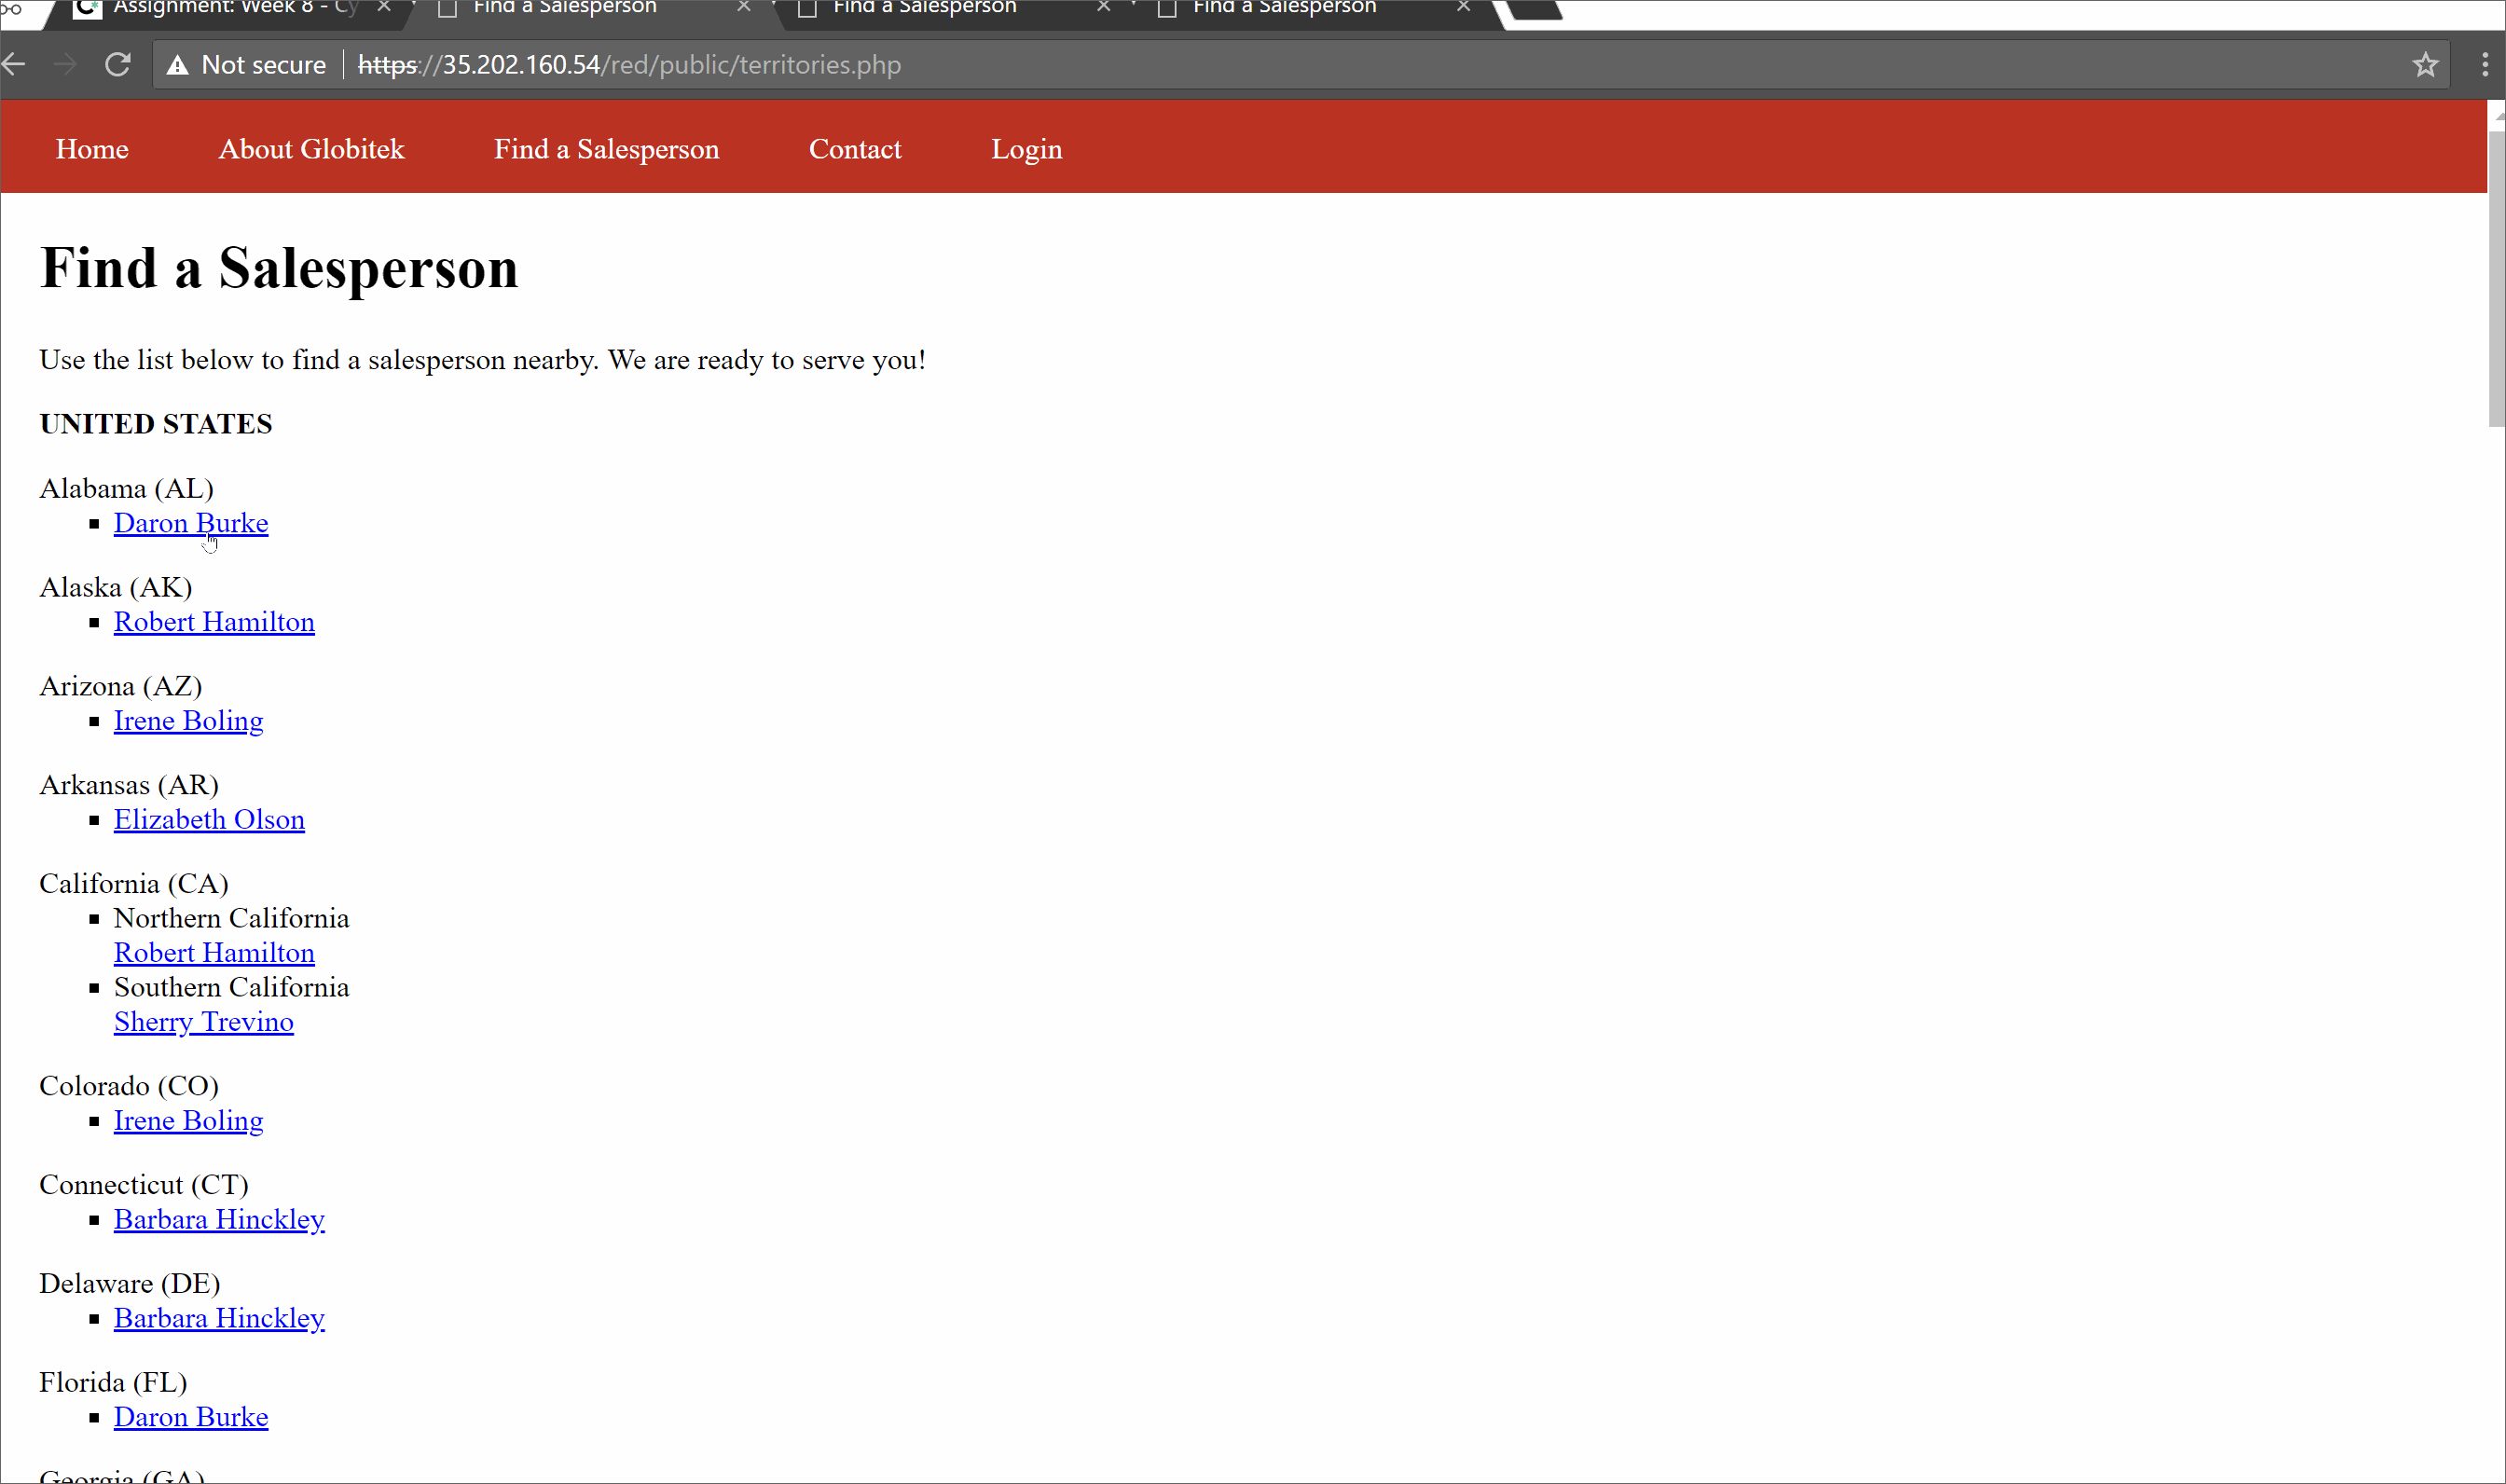 Assignment: Week 8 - Cy
Find a Salesperson
Find a Salesperson
Find a Salesperson
Not secure https://35.202.160.54/red/public/territories.php
Home About Globitek Find a Salesperson Contact Login
Find a Salesperson
Use the list below to find a salesperson nearby. We are ready to serve you!
UNITED STATES
Alabama (AL)
Daron Burke
Alaska (AK)
Robert Hamilton
Arizona (AZ)
Irene Boling
Arkansas (AR)
Elizabeth Olson
California (CA)
Northern California
Robert Hamilton
Southern California
Sherry Trevino
Colorado (CO)
Irene Boling
Connecticut (CT)
Barbara Hinckley
Delaware (DE)
Barbara Hinckley
Florida (FL)
Daron Burke
Georgia (GA)